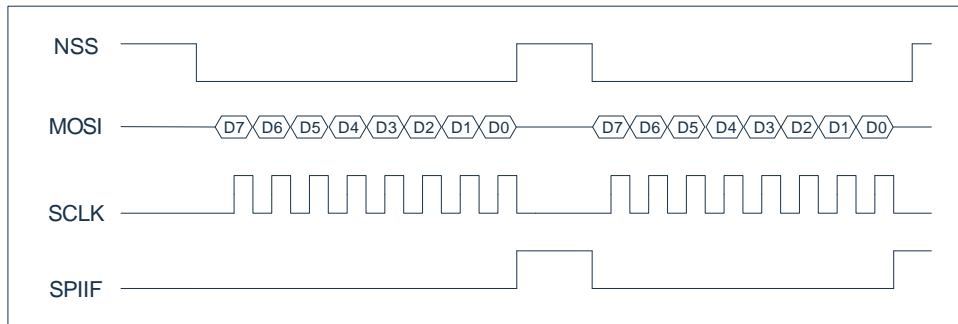 NSS
MOSI D7 D6 D5 D4 D3 D2 D1 D0 D7 D6 D5 D4 D3 D2 D1 D0
SCLK
SPIIF